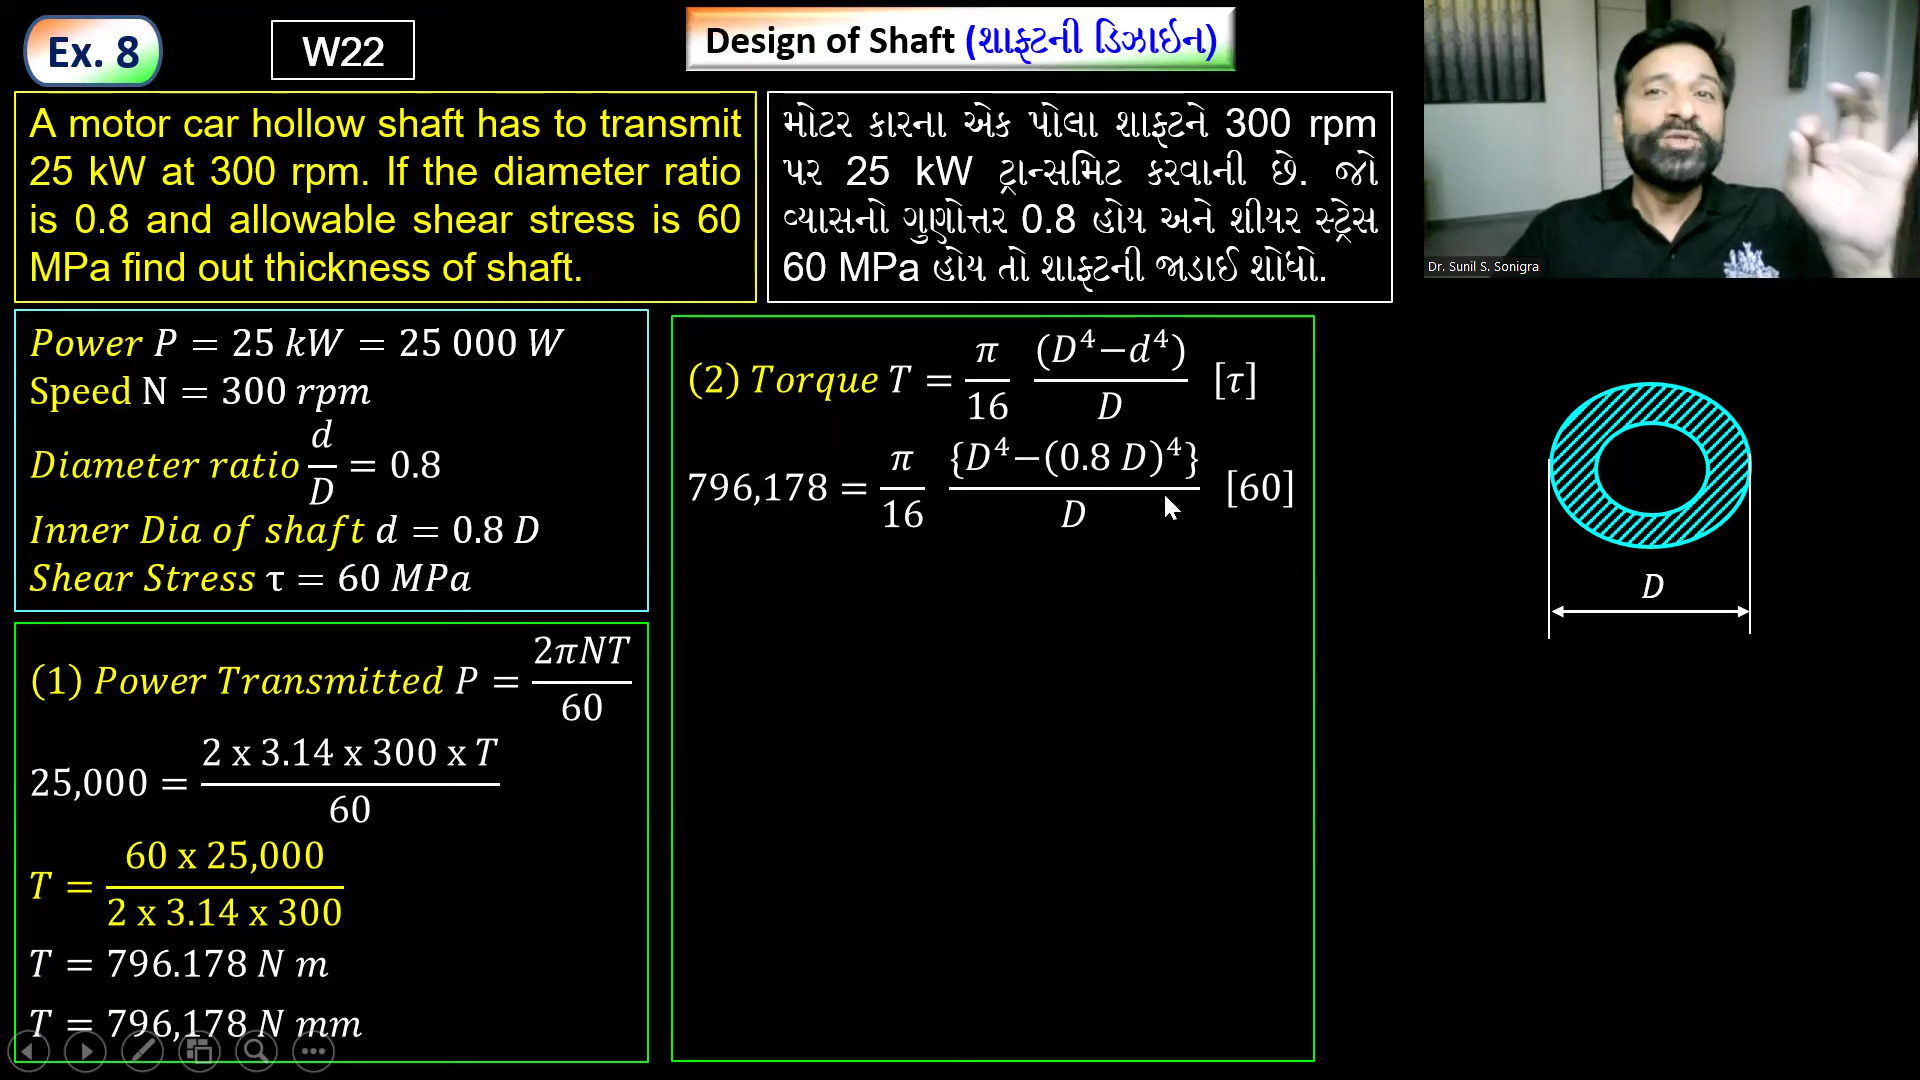 Ex. 8
W22
Design of Shaft (શાફ્ટની ડિઝાઈન)
A motor car hollow shaft has to transmit
25 kW at 300 rpm. If the diameter ratio
is 0.8 and allowable shear stress is 60
MPa find out thickness of shaft.
મોટર કારના એક પોલા શાફ્ટને 300 rpm
પર 25 kW ટ્રાન્સમિટ કરવાની છે. જો
વ્યાસનો ગુણોત્તર 0.8 હોય અને શીયર સ્ટ્રેસ
60 MPa હોય તો શાફ્ટની જાડાઈ શોધો.
Dr. Sunil S. Sonigra
Power P = 25 kW = 25 000 W
Speed N = 300 rpm
Diameter ratio d/D = 0.8
Inner Dia of shaft d = 0.8 D
Shear Stress τ = 60 MPa
(1) Power Transmitted P = 2πNT/60
25,000 = 2 x 3.14 x 300 x T/60
T = 60 x 25,000/2 x 3.14 x 300
T = 796.178 N m
T = 796,178 N mm
(2) Torque T = π/16 (D⁴−d⁴)/D [τ]
796,178 = π/16 {D⁴−(0.8 D)⁴}/D [60]
D